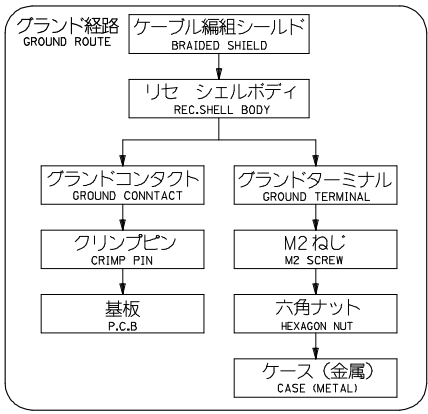 グランド経路
GROUND ROUTE
ケーブル編組シールド
BRAIDED SHIELD
リセ シェルボディ
REC.SHELL BODY
グランドコンタクト
GROUND CONNTACT
グランドターミナル
GROUND TERMINAL
クリンプピン
CRIMP PIN
M2ねじ
M2 SCREW
基板
P.C.B
六角ナット
HEXAGON NUT
ケース（金属）
CASE (METAL)